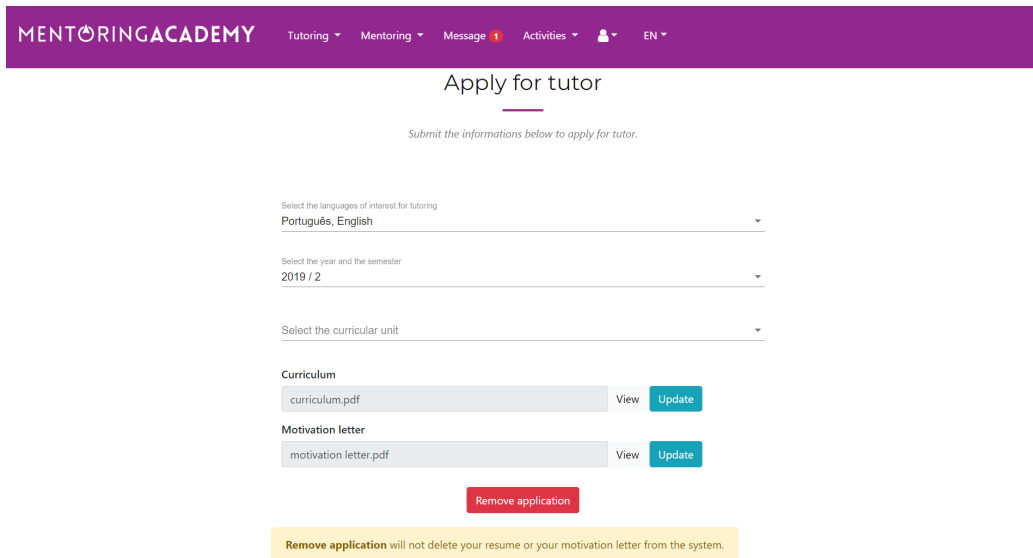 MENTORINGACADEMY Tutoring Mentoring Message 1 Activities EN
Apply for tutor
Submit the informations below to apply for tutor.
Select the languages of interest for tutoring
Português, English
Select the year and the semester
2019 / 2
Select the curricular unit
Curriculum
curriculum.pdf View Update
Motivation letter
motivation letter.pdf View Update
Remove application
Remove application will not delete your resume or your motivation letter from the system.